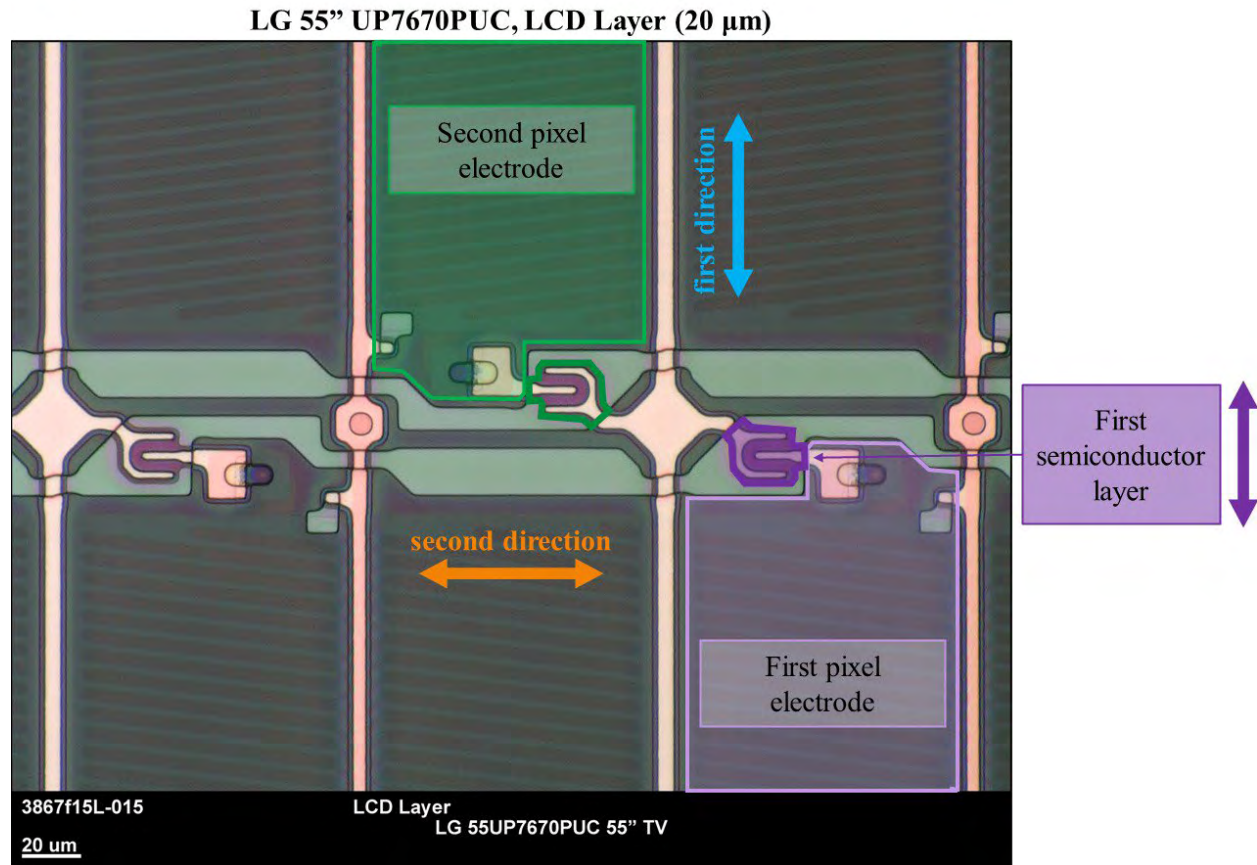 LG 55” UP7670PUC, LCD Layer (20 µm)
Second pixel
electrode
first direction
First
semiconductor
layer
second direction
First pixel
electrode
3867f15L-015
LCD Layer
LG 55UP7670PUC 55” TV
20 um